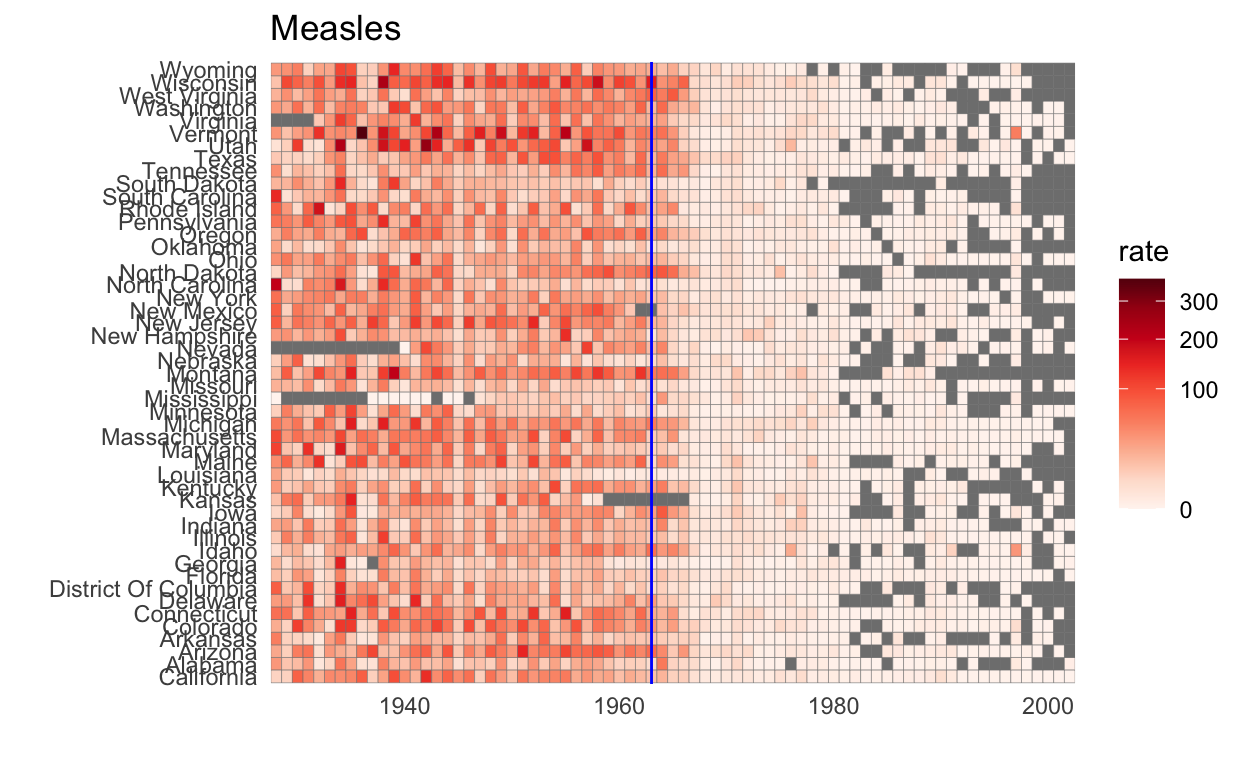 Measles
Wyoming
Wisconsin
West Virginia
Washington
Virginia
Vermont
Utah
Texas
Tennessee
South Dakota
South Carolina
Rhode Island
Pennsylvania
Oregon
Oklahoma
Ohio
North Dakota
North Carolina
New York
New Mexico
New Jersey
New Hampshire
Nevada
Nebraska
Montana
Missouri
Mississippi
Minnesota
Michigan
Massachusetts
Maryland
Maine
Louisiana
Kentucky
Kansas
Iowa
Indiana
Illinois
Idaho
Georgia
Florida
District Of Columbia
Delaware
Connecticut
Colorado
Arkansas
Arizona
Alabama
California
1940 1960 1980 2000
rate
300
200
100
0